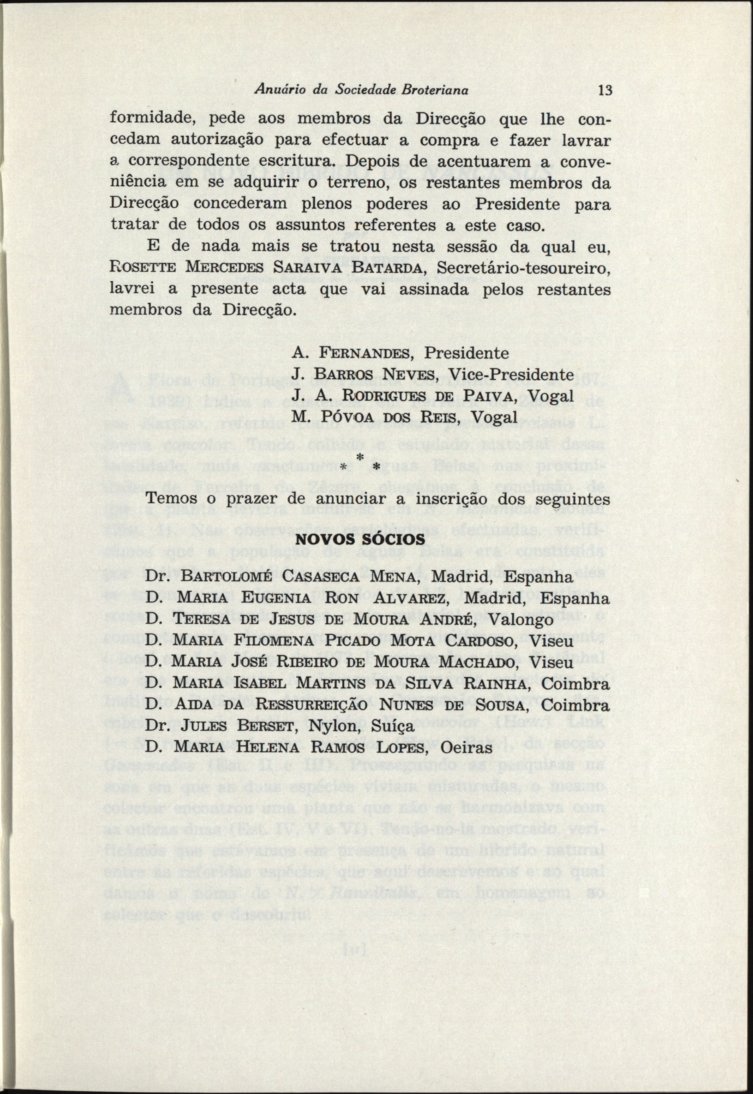 Anuário da Sociedade Broteriana 13
formidade, pede aos membros da Direcção que lhe con-
cedam autorização para efectuar a compra e fazer lavrar
a correspondente escritura. Depois de acentuarem a conve-
niência em se adquirir o terreno, os restantes membros da
Direcção concederam plenos poderes ao Presidente para
tratar de todos os assuntos referentes a este caso.
E de nada mais se tratou nesta sessão da qual eu,
ROSETTE MERCEDES SARAIVA BATARDA, Secretário-tesoureiro,
lavrei a presente acta que vai assinada pelos restantes
membros da Direcção.
A. FERNANDES, Presidente
J. BARROS NEVES, Vice-Presidente
J. A. RODRIGUES DE PAIVA, Vogal
M. PÓVOA DOS REIS, Vogal
*
* *
Temos o prazer de anunciar a inscrição dos seguintes
NOVOS SÓCIOS
Dr. BARTOLOMÉ CASASECA MENA, Madrid, Espanha
D. MARIA EUGENIA RON ALVAREZ, Madrid, Espanha
D. TERESA DE JESUS DE MOURA ANDRÉ, Valongo
D. MARIA FILOMENA PICADO MOTA CARDOSO, Viseu
D. MARIA JOSÉ RIBEIRO DE MOURA MACHADO, Viseu
D. MARIA ISABEL MARTINS DA SILVA RAINHA, Coimbra
D. AIDA DA RESSURREIÇÃO NUNES DE SOUSA, Coimbra
Dr. JULES BERSET, Nylon, Suíça
D. MARIA HELENA RAMOS LOPES, Oeiras